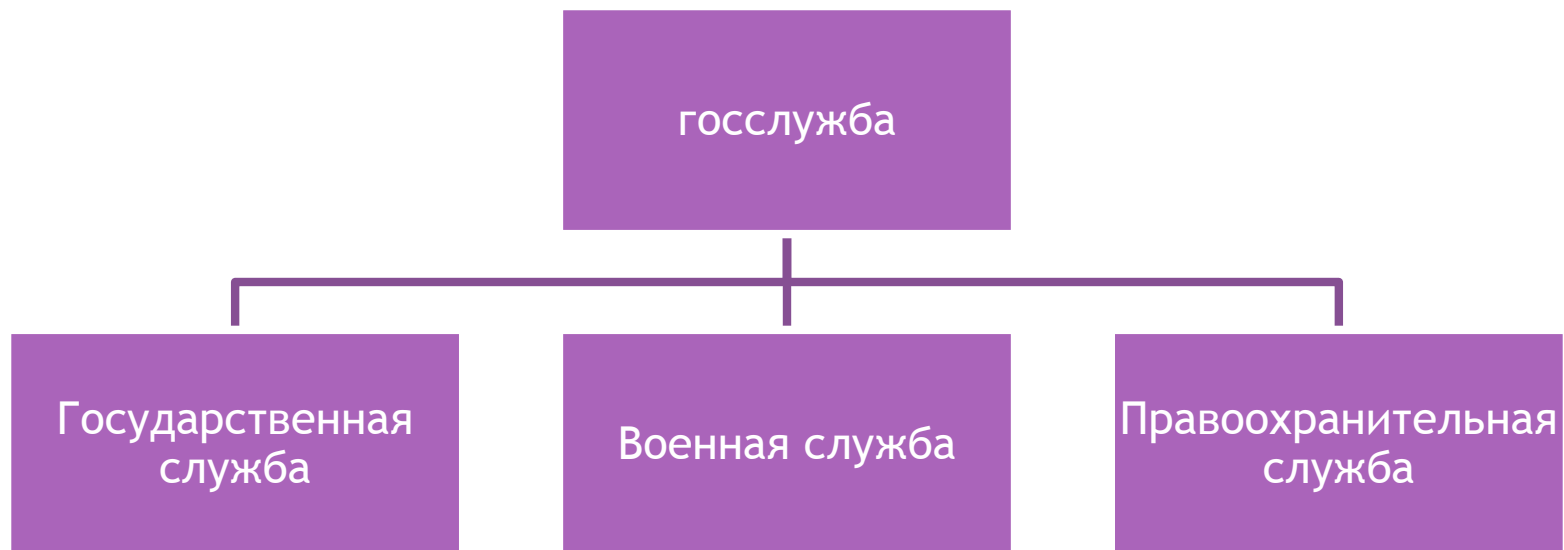 госслужба
Государственная
служба
Военная служба
Правоохранительная
служба